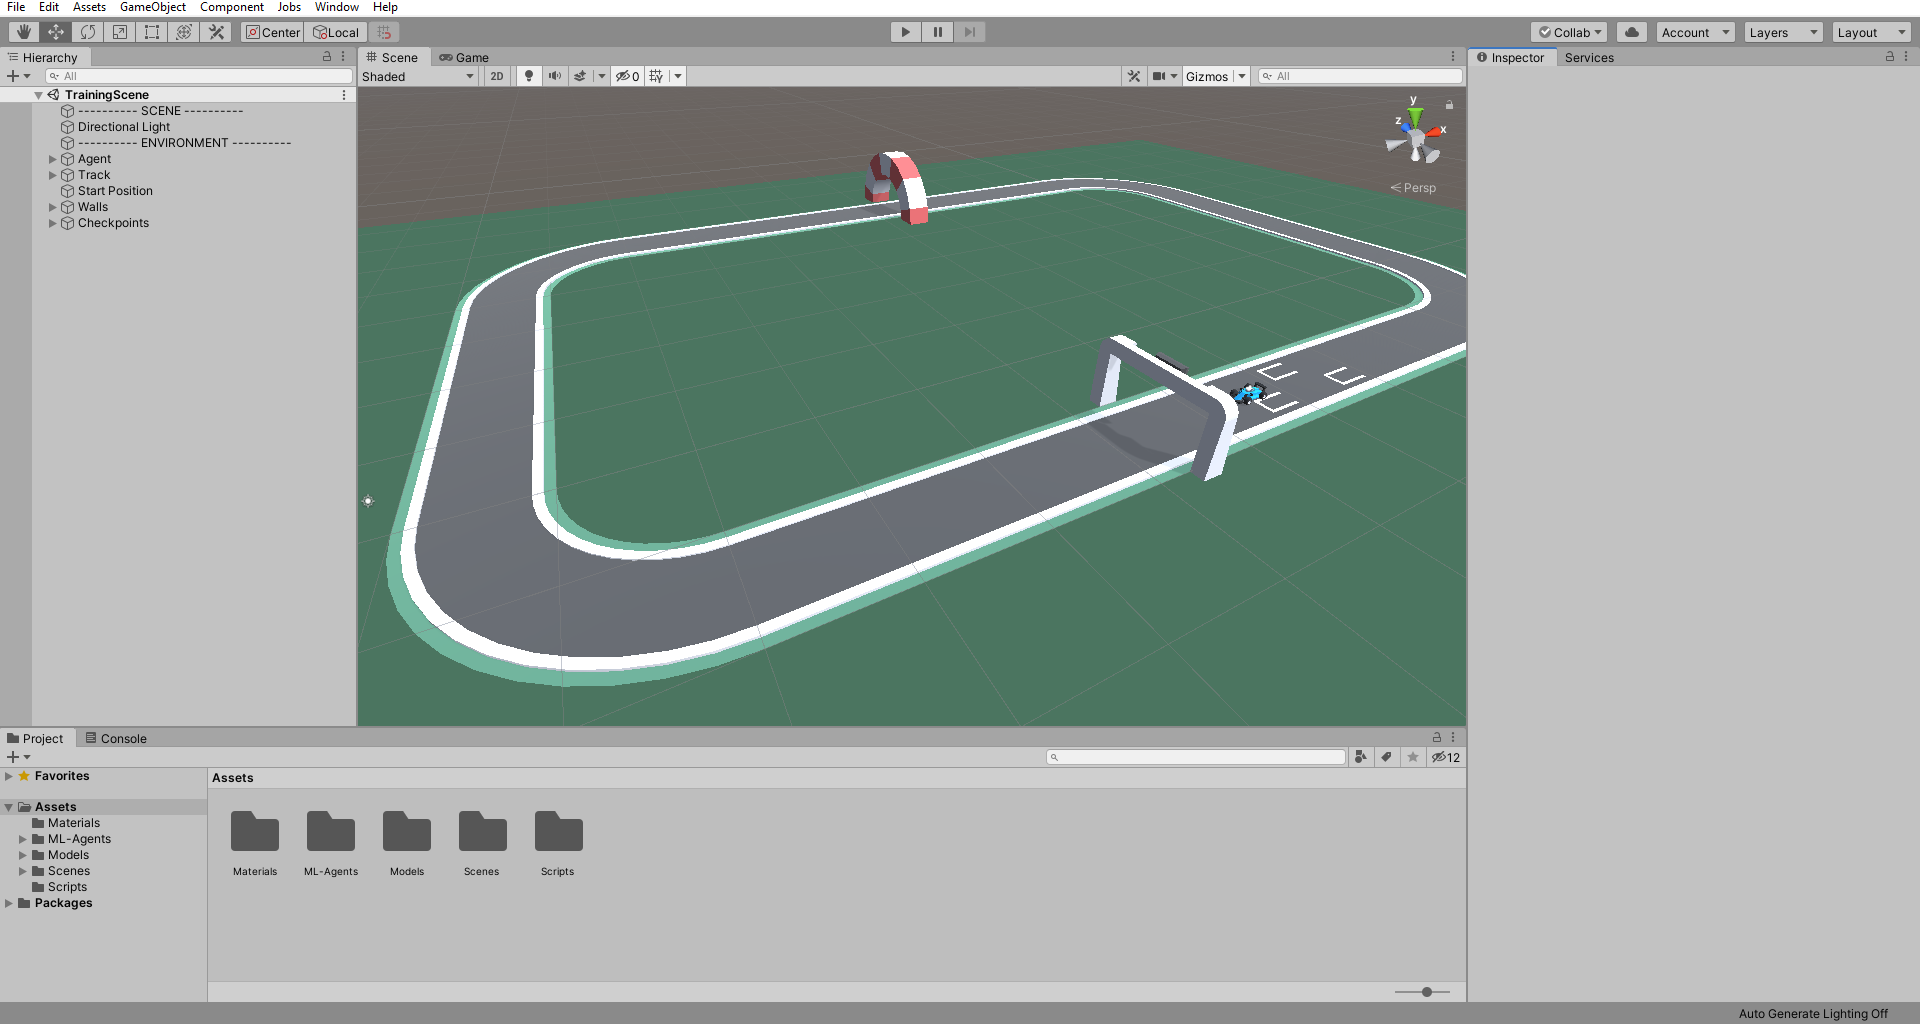 File Edit Assets GameObject Component Jobs Window Help
Center Local Collab Account Layers Layout
Hierarchy
All
TrainingScene
---------- SCENE ----------
Directional Light
---------- ENVIRONMENT ----------
Agent
Track
Start Position
Walls
Checkpoints
Scene Game
Shaded 2D 0 Gizmos All
y
z
x
Persp
Inspector Services
Project Console
12
Favorites
Assets
Materials
ML-Agents
Models
Scenes
Scripts
Packages
Assets
Materials ML-Agents Models Scenes Scripts
Auto Generate Lighting Off